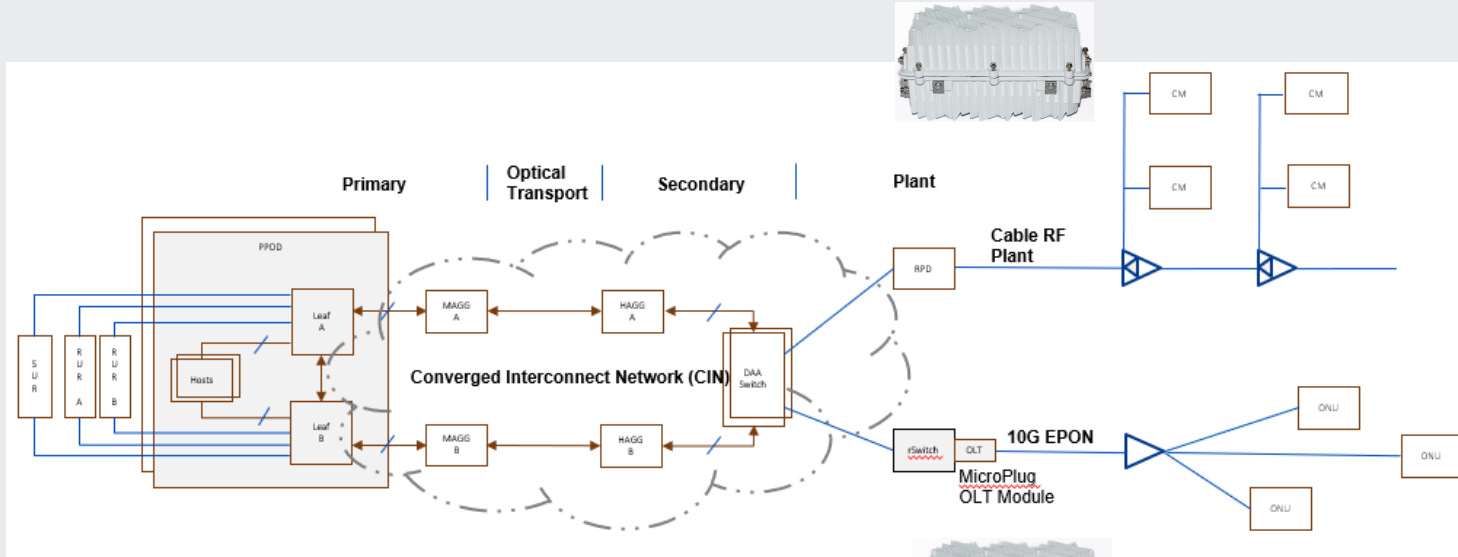 CM
CM
CM
CM
Primary
Optical
Transport
Secondary
Plant
PPOD
Cable RF
Plant
RPD
Leaf
A
MAGG
A
HAGG
A
S
U
R
R
U
R
A
R
U
R
B
Hosts
Converged Interconnect Network (CIN)
DAA
Switch
Leaf
B
MAGG
B
HAGG
B
rSwitch
OLT
10G EPON
MicroPlug
OLT Module
ONU
ONU
ONU